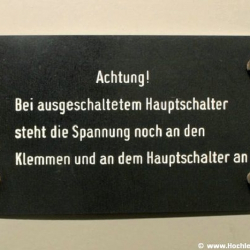 Achtung!
Bei ausgeschaltetem Hauptschalter
steht die Spannung noch an den
Klemmen und an dem Hauptschalter an